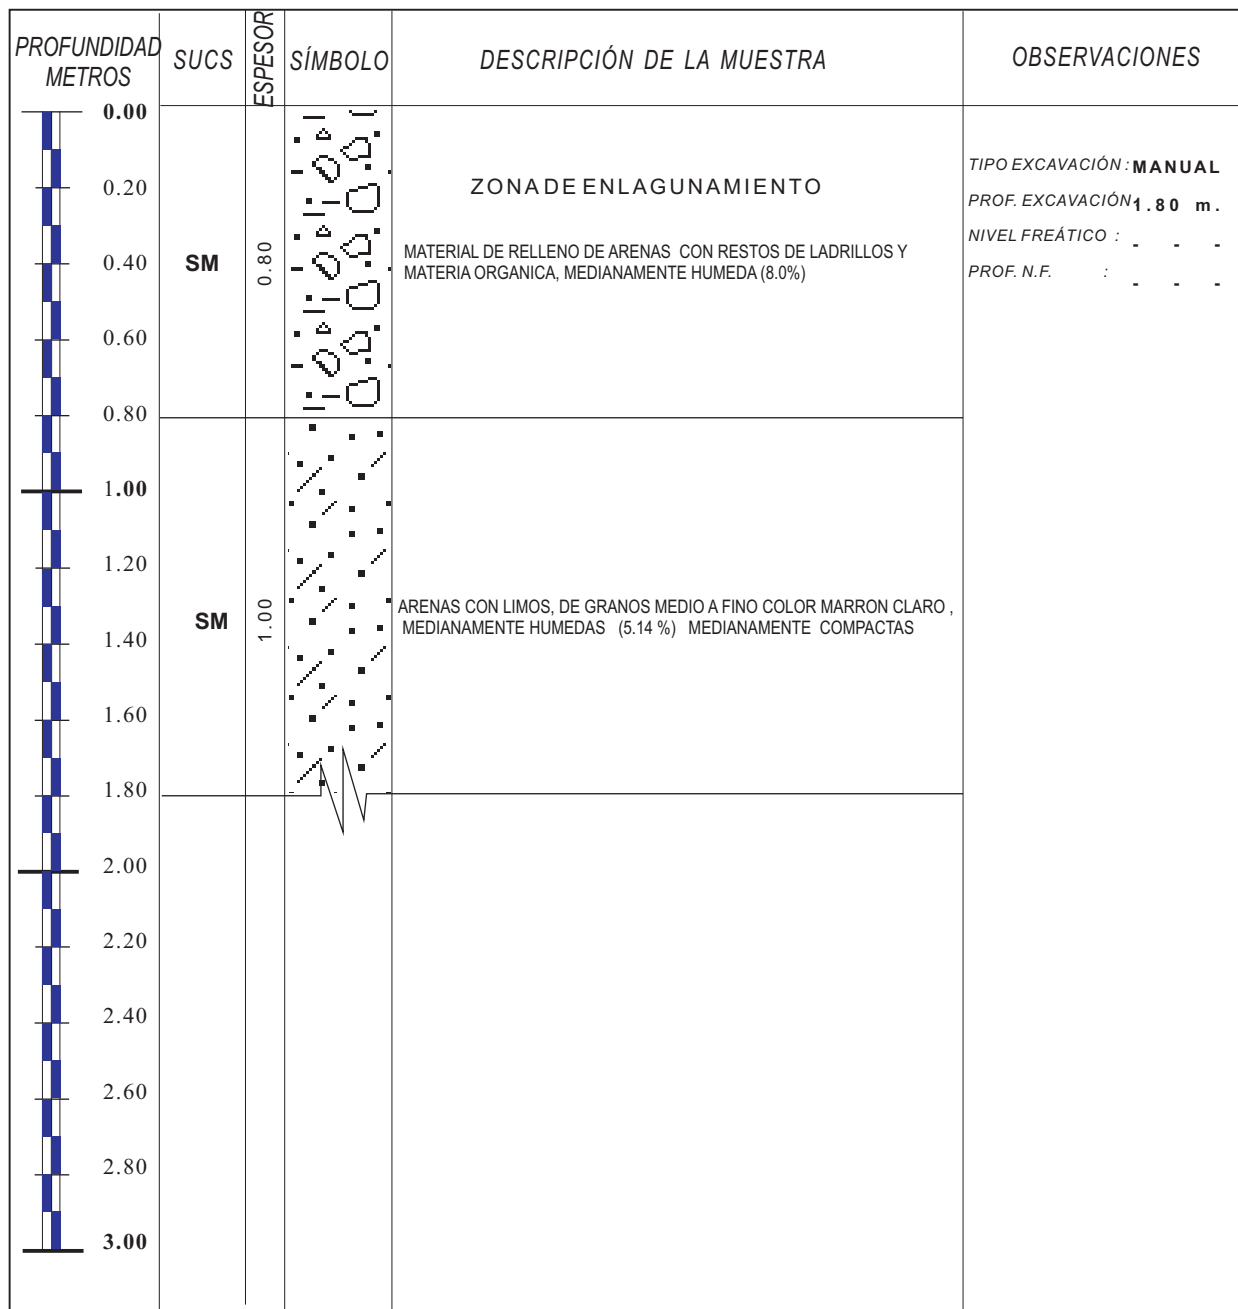 PROFUNDIDAD
METROS
SUCS
ESPESOR
SÍMBOLO
DESCRIPCIÓN DE LA MUESTRA
OBSERVACIONES
0.00
0.20
0.40
0.60
0.80
1.00
1.20
1.40
1.60
1.80
2.00
2.20
2.40
2.60
2.80
3.00
SM
0.80
ZONA DE ENLAGUNAMIENTO
MATERIAL DE RELLENO DE ARENAS CON RESTOS DE LADRILLOS Y
MATERIA ORGANICA, MEDIANAMENTE HUMEDA (8.0%)
SM
1.00
ARENAS CON LIMOS, DE GRANOS MEDIO A FINO COLOR MARRON CLARO ,
MEDIANAMENTE HUMEDAS (5.14 %) MEDIANAMENTE COMPACTAS
TIPO EXCAVACIÓN : MANUAL
PROF. EXCAVACIÓN: 1.80 m.
NIVEL FREÁTICO : - - -
PROF. N.F. : - - -